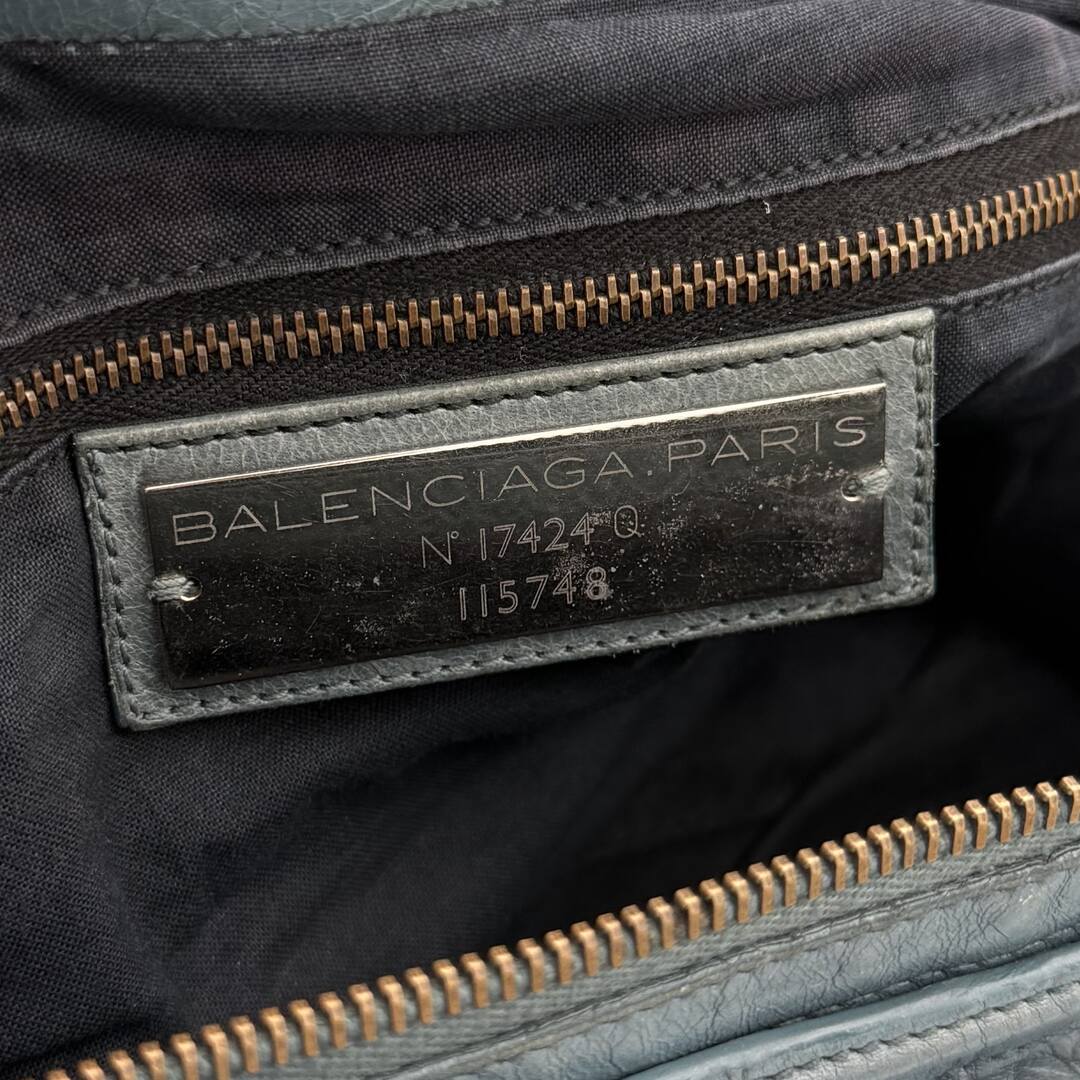 BALENCIAGA.PARIS
N° 17424 Q
115748